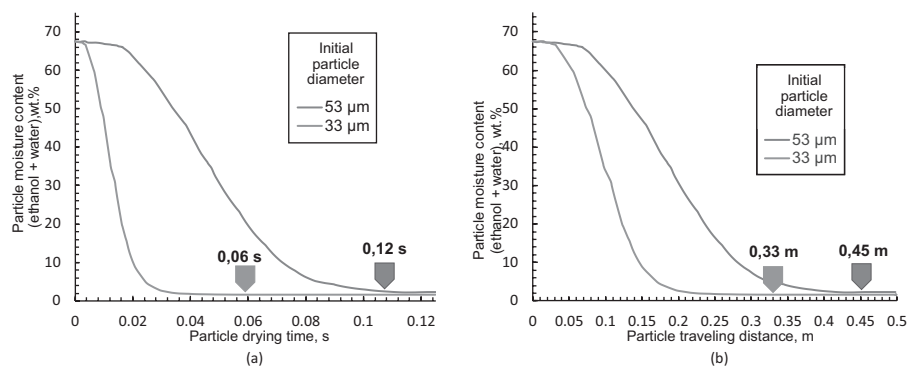 70
60
50
40
30
20
10
0
Particle moisture content
(ethanol + water),wt.%
Initial
particle
diameter
53 µm
33 µm
0,06 s
0,12 s
0 0.02 0.04 0.06 0.08 0.1 0.12
Particle drying time, s
(a)
70
60
50
40
30
20
10
0
Particle moisture content
(ethanol + water), wt.%
Initial
particle
diameter
53 µm
33 µm
0,33 m
0,45 m
0 0.05 0.1 0.15 0.2 0.25 0.3 0.35 0.4 0.45 0.5
Particle traveling distance, m
(b)